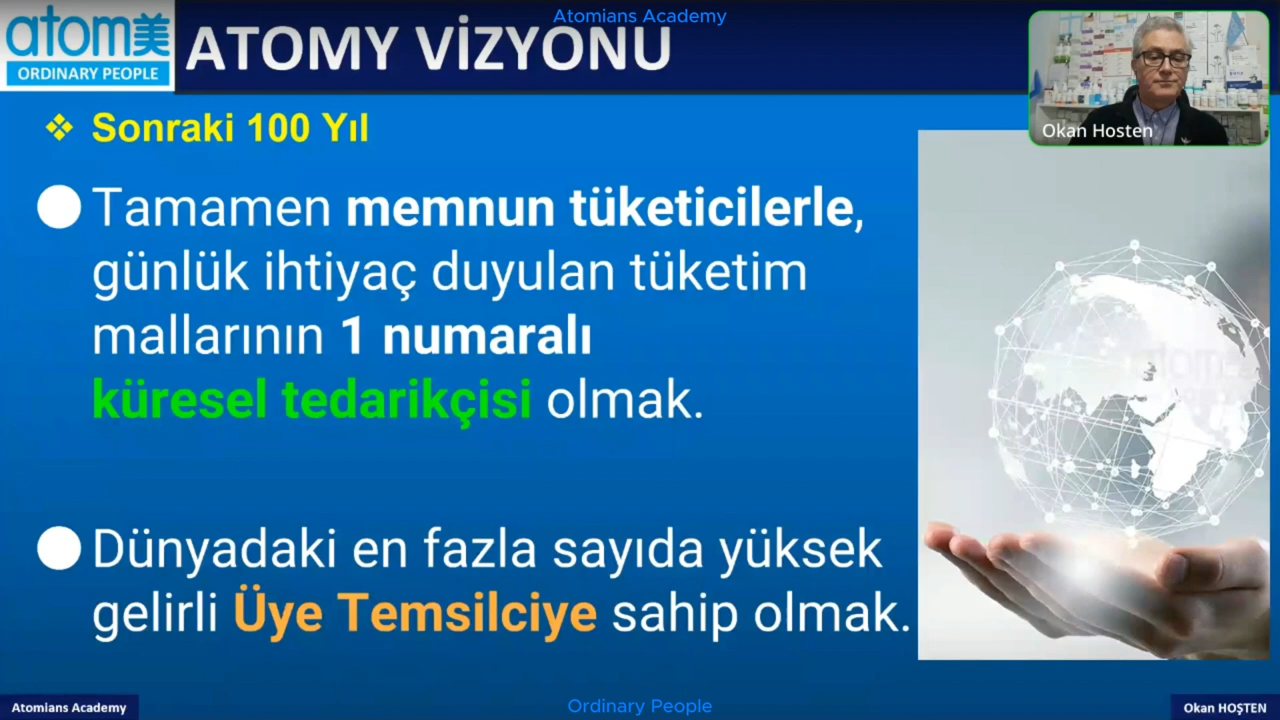 Atomians Academy
atom美
ORDINARY PEOPLE
ATOMY VİZYONU
Okan Hosten
❖ Sonraki 100 Yıl
Tamamen memnun tüketicilerle,
günlük ihtiyaç duyulan tüketim
mallarının 1 numaralı
küresel tedarikçisi olmak.
Dünyadaki en fazla sayıda yüksek
gelirli Üye Temsilciye sahip olmak.
Atomians Academy
Ordinary People
Okan HOŞTEN